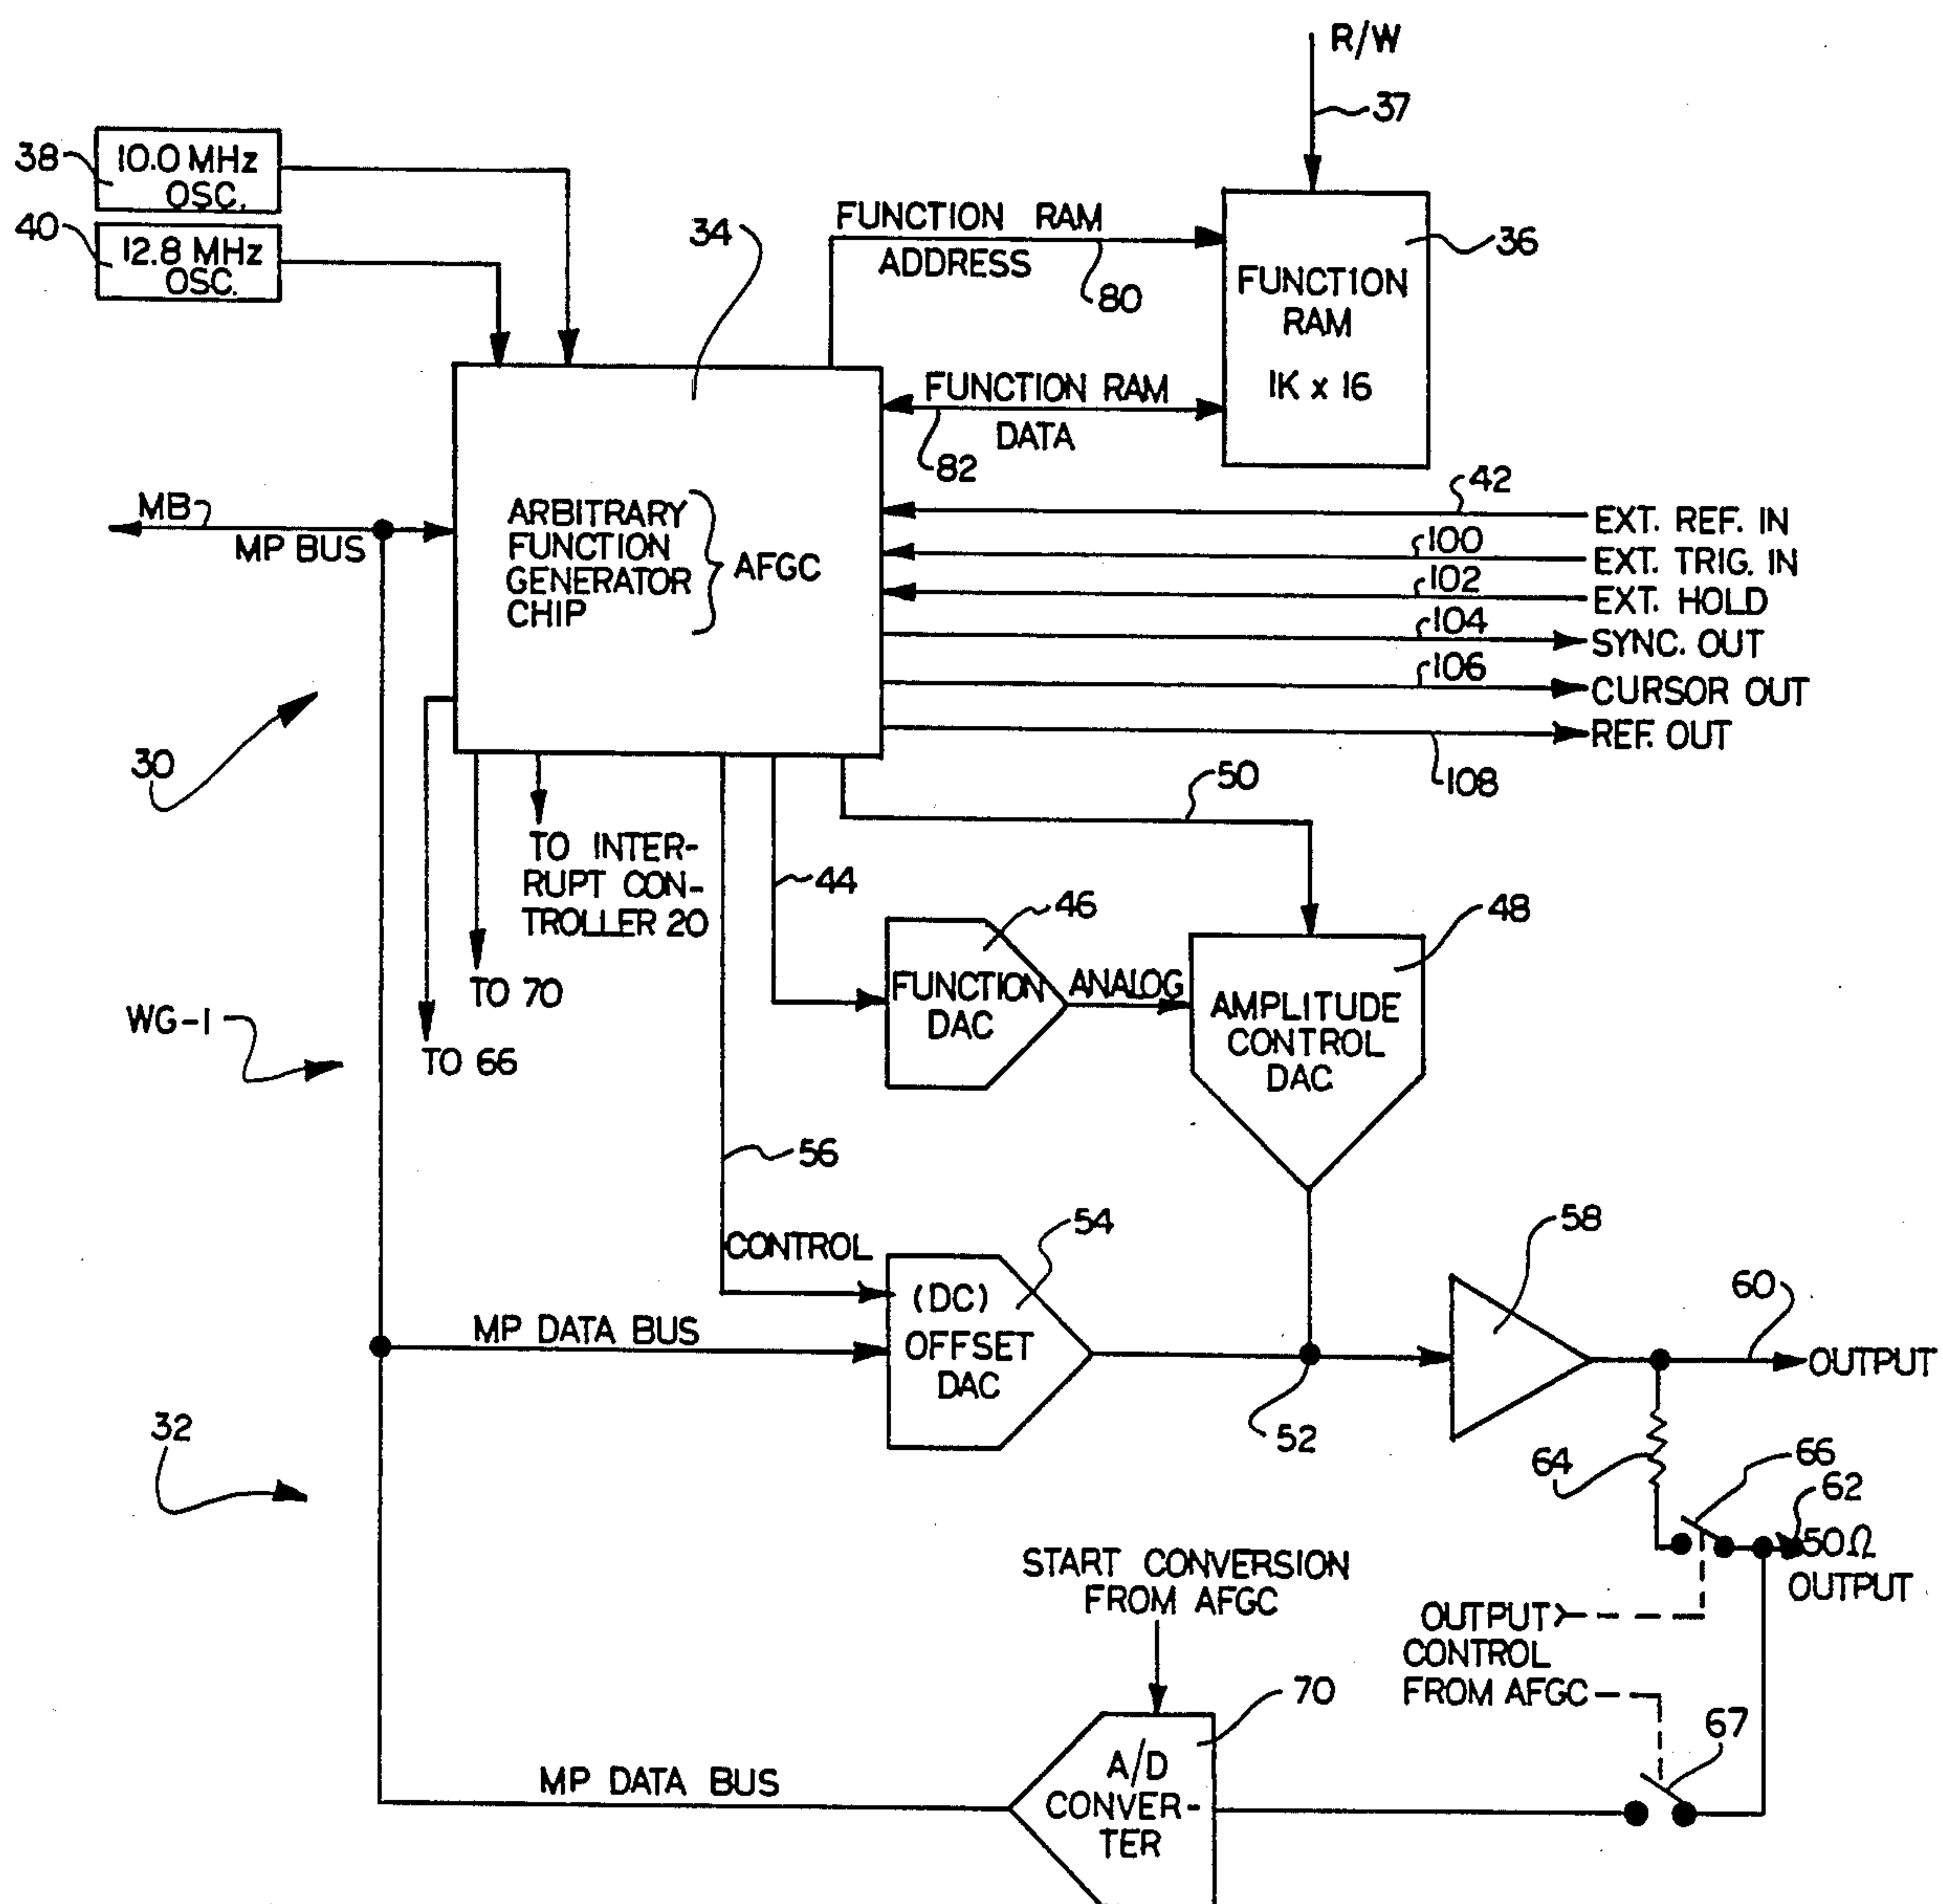 R/W
37
38
10.0 MHz
OSC.
40
12.8 MHz
OSC.
34
FUNCTION RAM
ADDRESS
80
36
FUNCTION
RAM
1K x 16
FUNCTION RAM
DATA
82
MB
MP BUS
ARBITRARY
FUNCTION
GENERATOR
CHIP
AFGC
42
EXT. REF. IN
100
EXT. TRIG. IN
102
EXT. HOLD
104
SYNC. OUT
106
CURSOR OUT
REF. OUT
108
30
50
TO INTER-
RUPT CON-
TROLLER 20
44
TO 70
TO 66
WG-1
46
FUNCTION
DAC
ANALOG
48
AMPLITUDE
CONTROL
DAC
56
CONTROL
54
(DC)
OFFSET
DAC
MP DATA BUS
52
58
60
OUTPUT
32
64
66
62
50Ω
OUTPUT
START CONVERSION
FROM AFGC
OUTPUT
CONTROL
FROM AFGC
67
70
A/D
CONVER-
TER
MP DATA BUS